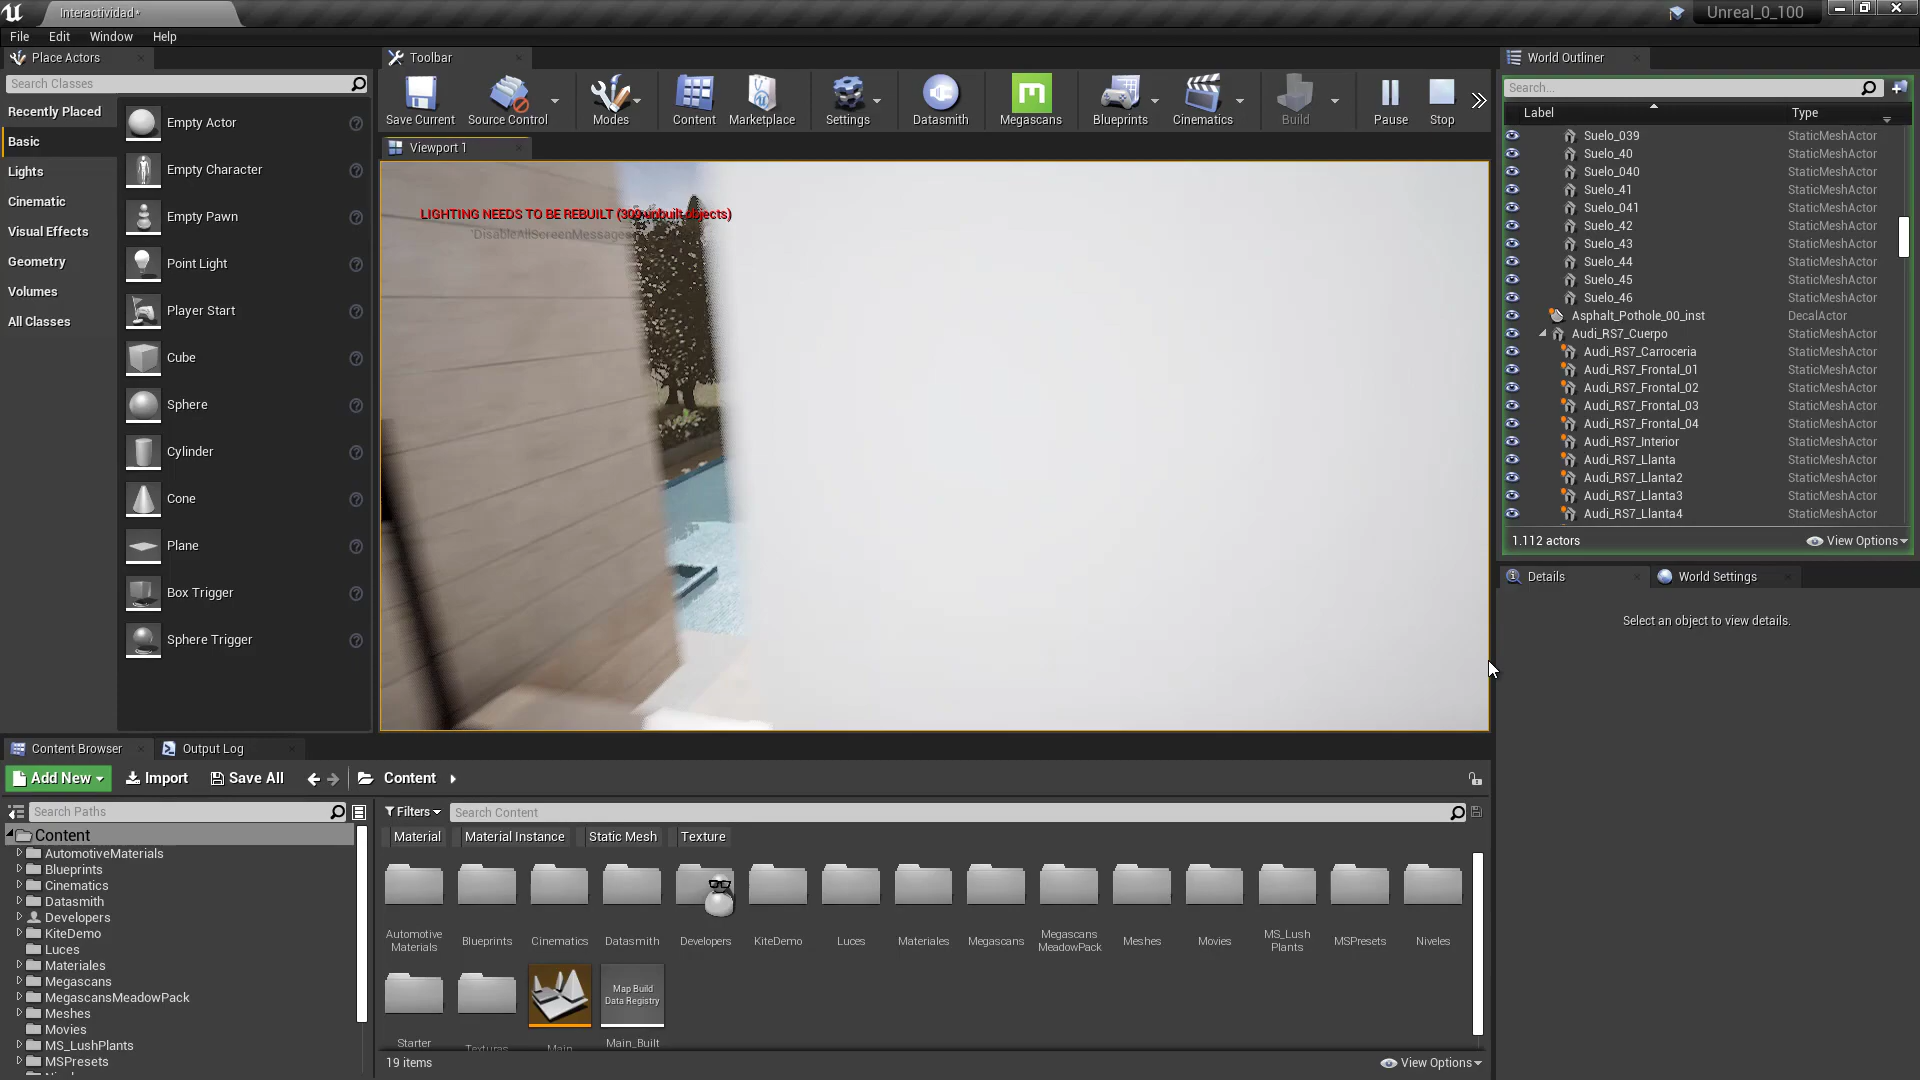 Interactividad*
Unreal_0_100
File Edit Window Help
Place Actors
Search Classes
Recently Placed
Basic
Lights
Cinematic
Visual Effects
Geometry
Volumes
All Classes
Empty Actor
Empty Character
Empty Pawn
Point Light
Player Start
Cube
Sphere
Cylinder
Cone
Plane
Box Trigger
Sphere Trigger
Toolbar
Save Current
Source Control
Modes
Content
Marketplace
Settings
Datasmith
Megascans
Blueprints
Cinematics
Build
Pause
Stop
Viewport 1
LIGHTING NEEDS TO BE REBUILT (309 unbuilt objects)
'DisableAllScreenMessages
World Outliner
Search...
Label Type
Suelo_039 StaticMeshActor
Suelo_40 StaticMeshActor
Suelo_040 StaticMeshActor
Suelo_41 StaticMeshActor
Suelo_041 StaticMeshActor
Suelo_42 StaticMeshActor
Suelo_43 StaticMeshActor
Suelo_44 StaticMeshActor
Suelo_45 StaticMeshActor
Suelo_46 StaticMeshActor
Asphalt_Pothole_00_inst DecalActor
Audi_RS7_Cuerpo StaticMeshActor
Audi_RS7_Carroceria StaticMeshActor
Audi_RS7_Frontal_01 StaticMeshActor
Audi_RS7_Frontal_02 StaticMeshActor
Audi_RS7_Frontal_03 StaticMeshActor
Audi_RS7_Frontal_04 StaticMeshActor
Audi_RS7_Interior StaticMeshActor
Audi_RS7_Llanta StaticMeshActor
Audi_RS7_Llanta2 StaticMeshActor
Audi_RS7_Llanta3 StaticMeshActor
Audi_RS7_Llanta4 StaticMeshActor
1.112 actors View Options
Details World Settings
Select an object to view details.
Content Browser Output Log
Add New Import Save All Content
Search Paths
Content
AutomotiveMaterials
Blueprints
Cinematics
Datasmith
Developers
KiteDemo
Luces
Materiales
Megascans
MegascansMeadowPack
Meshes
Movies
MS_LushPlants
MSPresets
Filters Search Content
Material Material Instance Static Mesh Texture
Automotive
Materials
Blueprints
Cinematics
Datasmith
Developers
KiteDemo
Luces
Materiales
Megascans
Megascans
MeadowPack
Meshes
Movies
MS_Lush
Plants
MSPresets
Niveles
Map Build
Data Registry
Starter
Texturas
Main
Main_Built
19 items View Options